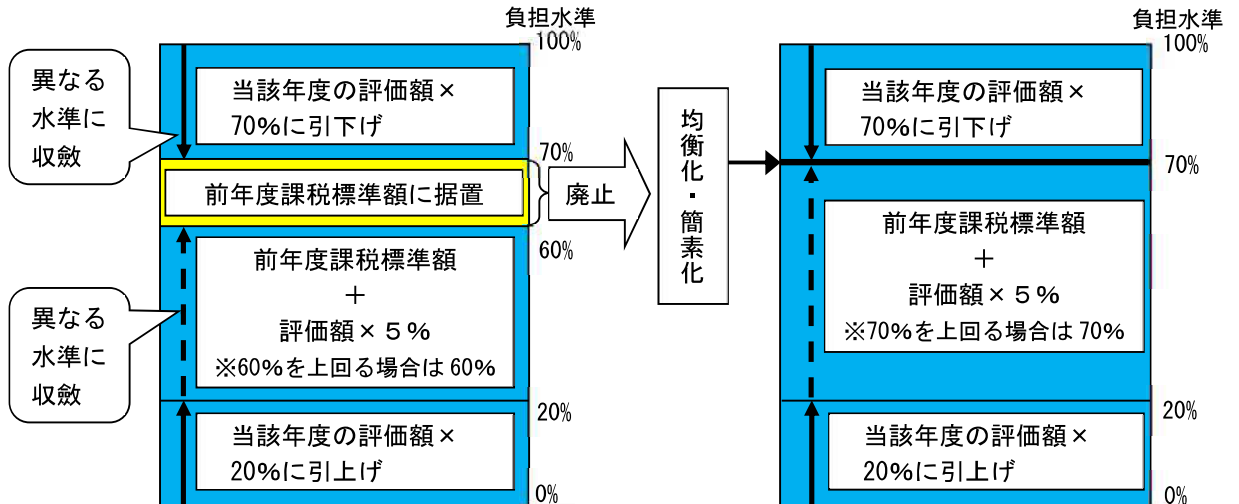 負担水準
100%
異なる
水準に
収斂
当該年度の評価額×
70%に引下げ
70%
前年度課税標準額に据置
廃止
60%
前年度課税標準額
+
評価額×５%
※60%を上回る場合は 60%
異なる
水準に
収斂
20%
当該年度の評価額×
20%に引上げ
0%
均衡化・簡素化
負担水準
100%
当該年度の評価額×
70%に引下げ
70%
前年度課税標準額
+
評価額×５%
※70%を上回る場合は 70%
20%
当該年度の評価額×
20%に引上げ
0%